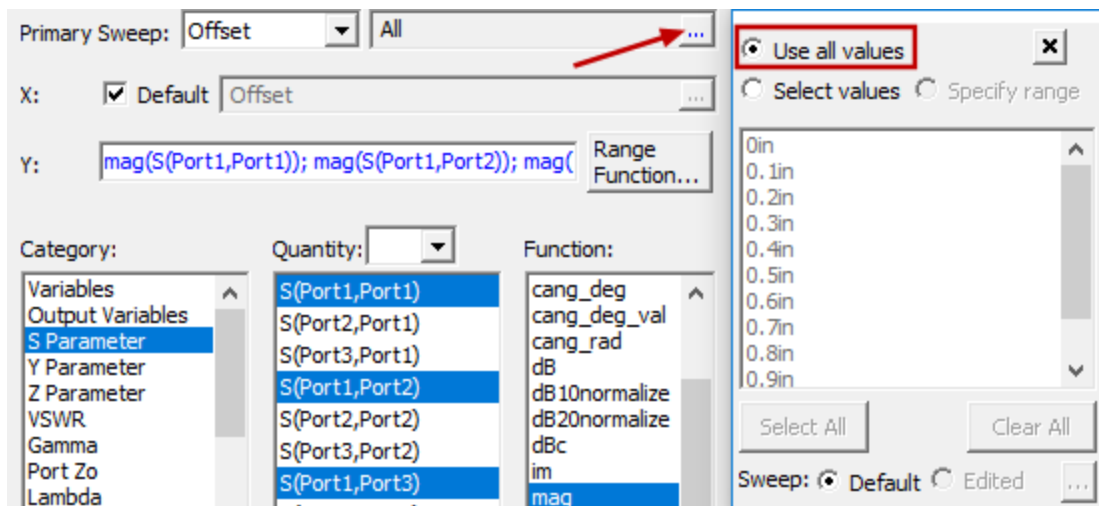 Primary Sweep: Offset All ...
X: Default Offset ...
Y: mag(S(Port1,Port1)); mag(S(Port1,Port2)); mag( Range Function...
Category: Quantity: Function:
Variables
Output Variables
S Parameter
Y Parameter
Z Parameter
VSWR
Gamma
Port Zo
Lambda
S(Port1,Port1)
S(Port2,Port1)
S(Port3,Port1)
S(Port1,Port2)
S(Port2,Port2)
S(Port3,Port2)
S(Port1,Port3)
cang_deg
cang_deg_val
cang_rad
dB
dB10normalize
dB20normalize
dBc
im
mag
Use all values
Select values Specify range
0in
0.1in
0.2in
0.3in
0.4in
0.5in
0.6in
0.7in
0.8in
0.9in
Select All Clear All
Sweep: Default Edited ...